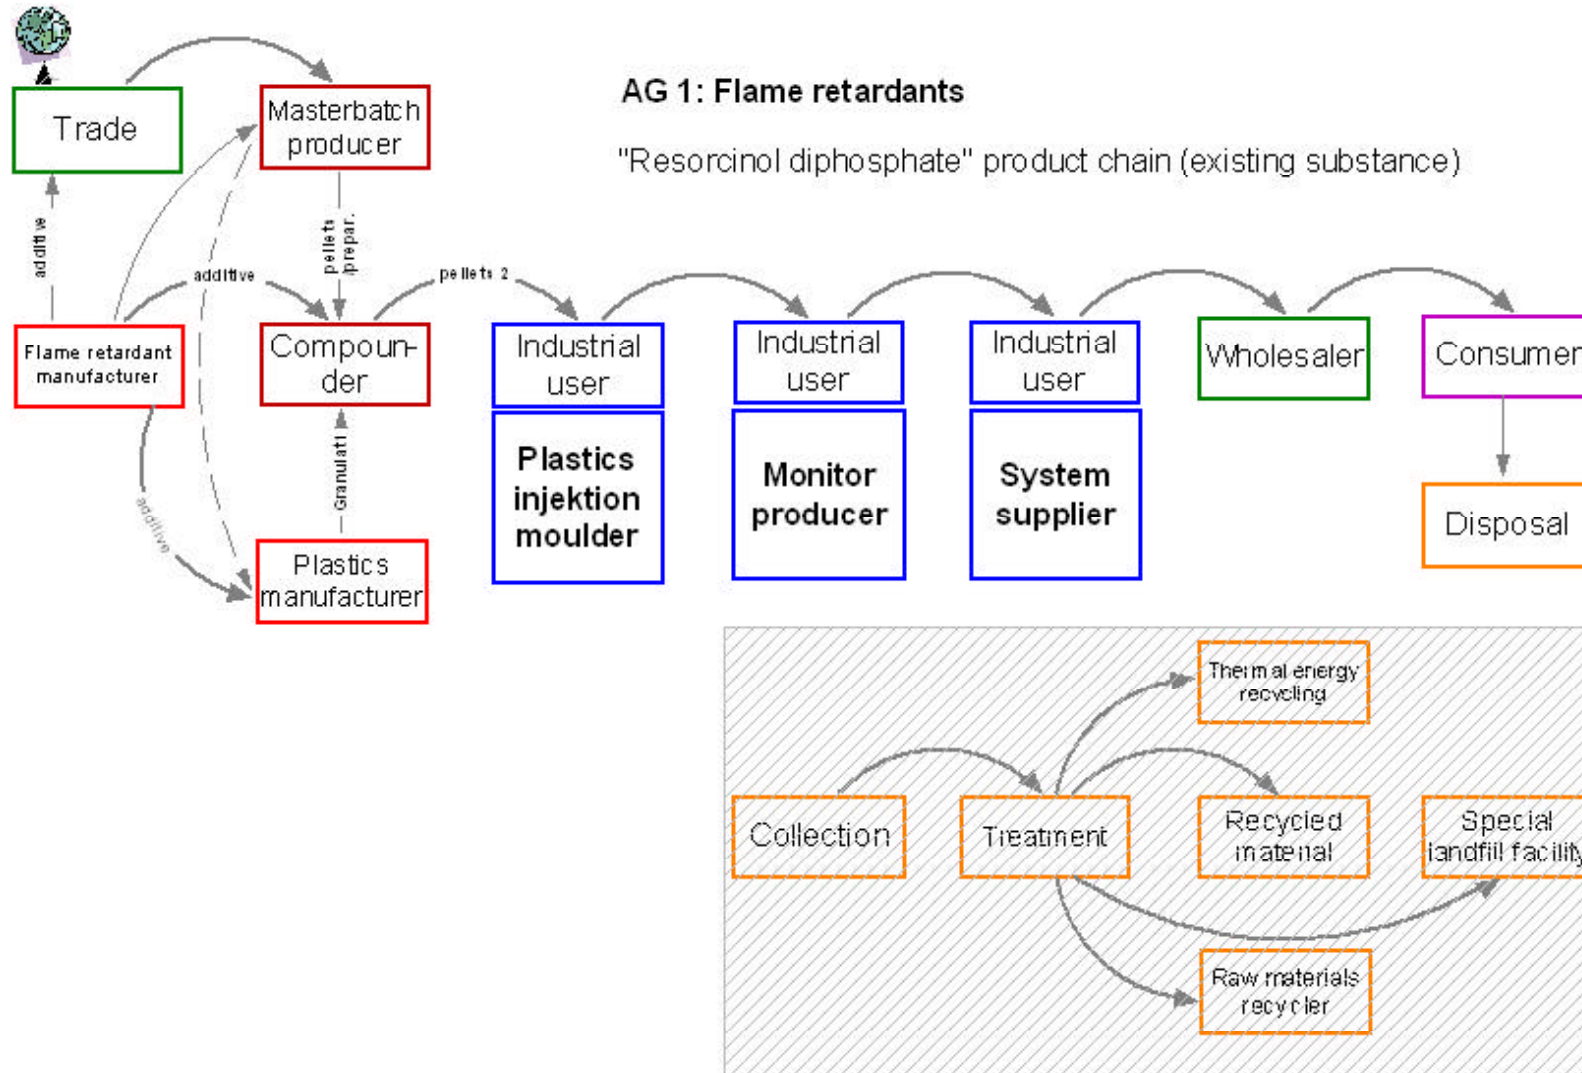 AG 1: Flame retardants
"Resorcinol diphosphate" product chain (existing substance)
Trade
Masterbatch
producer
additive
pellets
/prepar.
additive
pellets 2
Flame retardant
manufacturer
Compoun-
der
Industrial
user
Industrial
user
Industrial
user
Wholesaler
Consumer
Plastics
injektion
moulder
Monitor
producer
System
supplier
Granulat1
additive
Disposal
Plastics
manufacturer
Thermal energy
recycling
Collection
Treatment
Recycled
material
Special
landfill facility
Raw materials
recycler